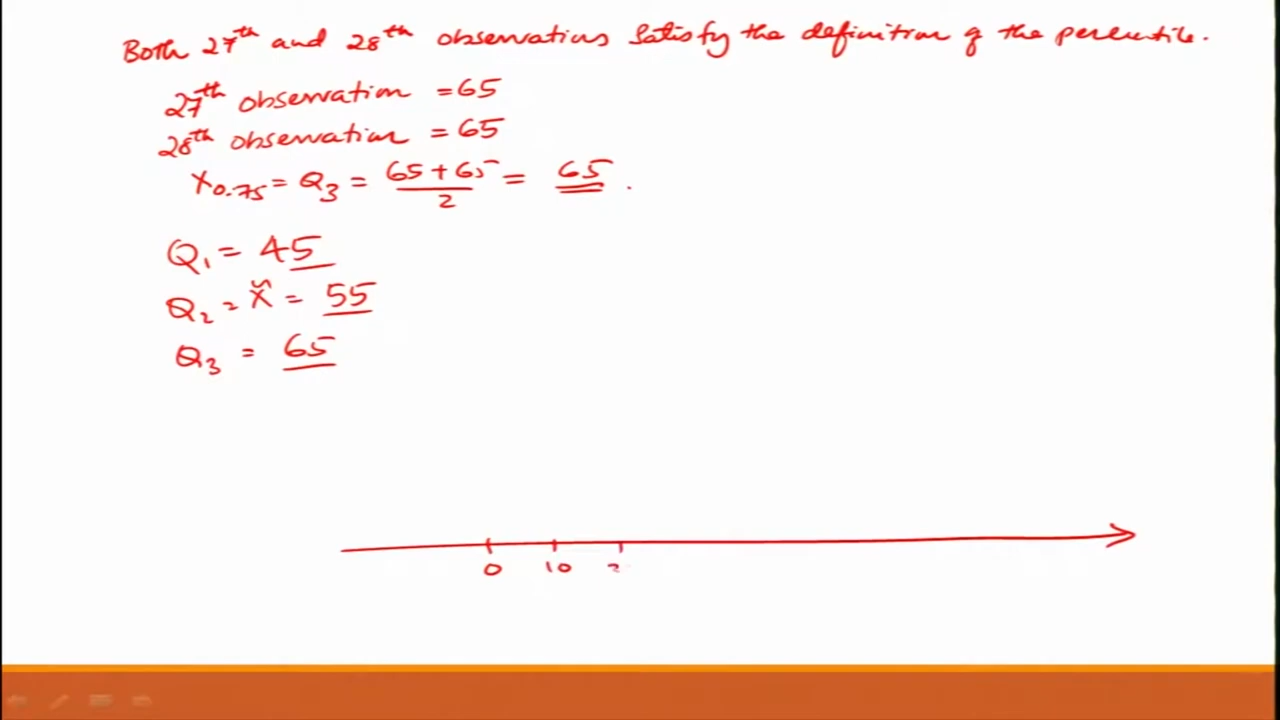 Both 27th and 28th observations satisfy the definition of the percentile.
27th observation = 65
28th observation = 65
X0.75 = Q3 = 65 + 65 / 2 = 65 .
Q1 = 45
Q2 = x̃ = 55
Q3 = 65
0 10 2